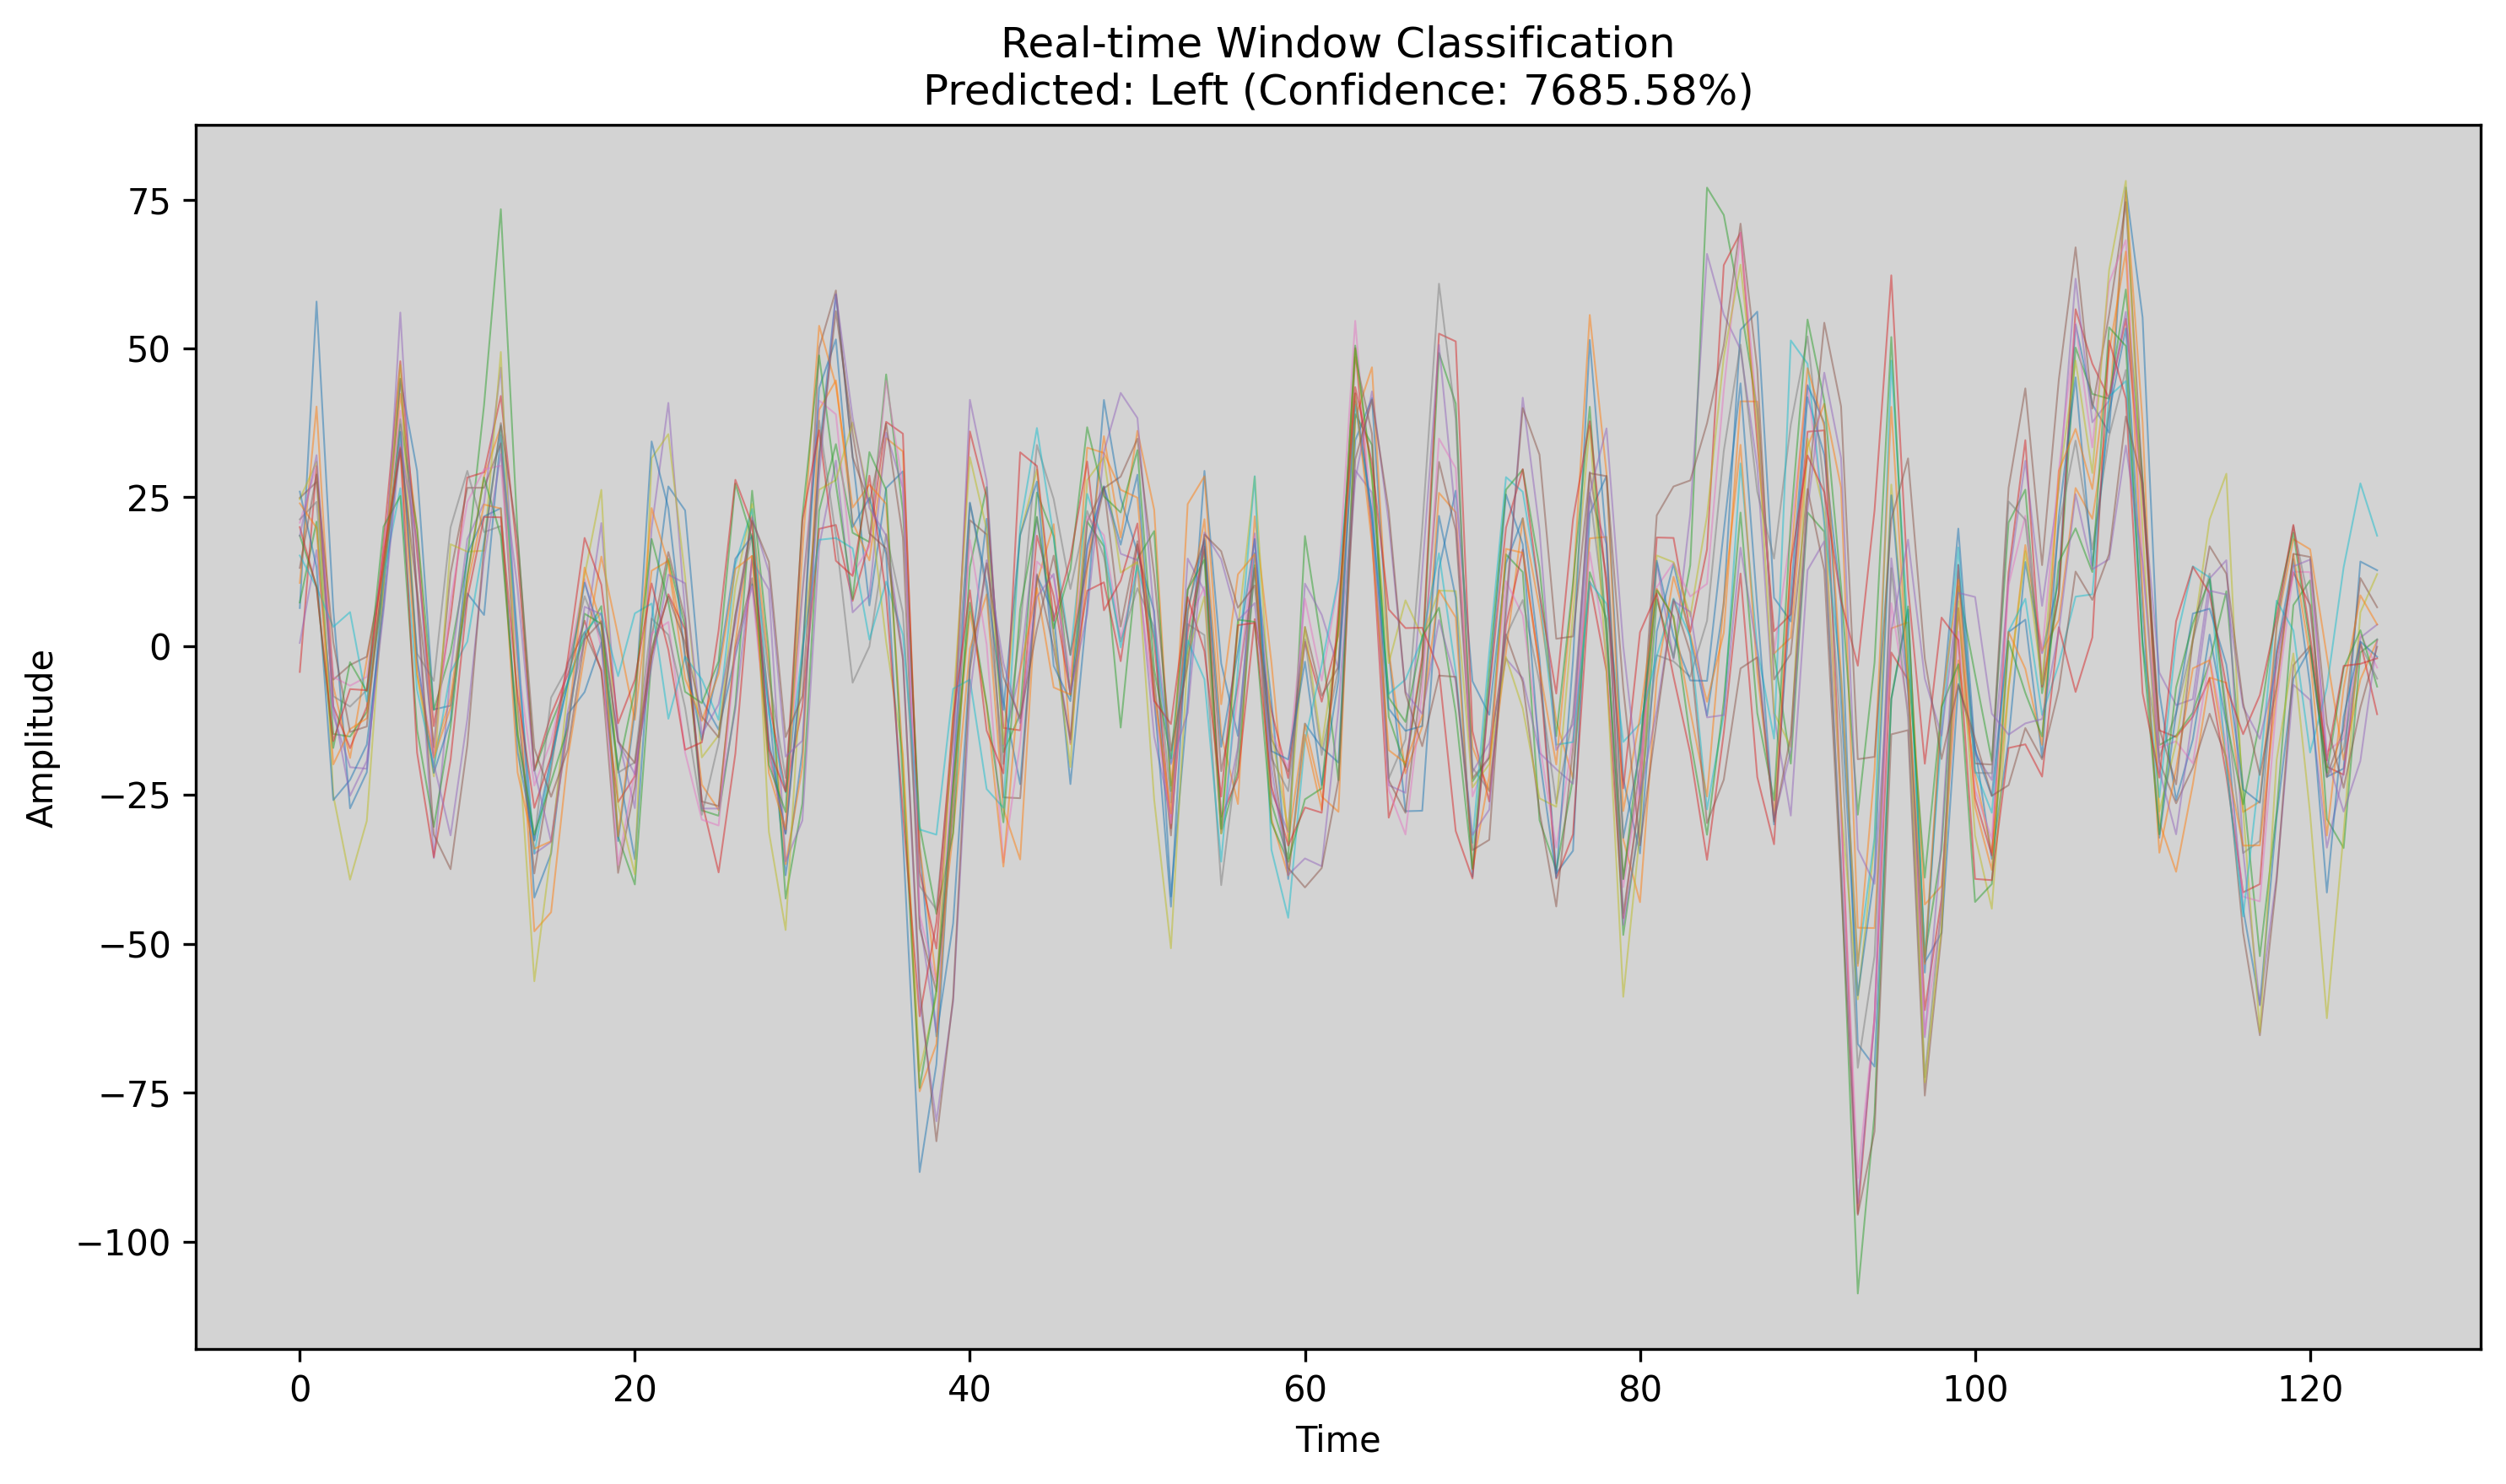 Real-time Window Classification
Predicted: Left (Confidence: 7685.58%)
75
50
25
0
−25
−50
−75
−100
Amplitude
0 20 40 60 80 100 120
Time